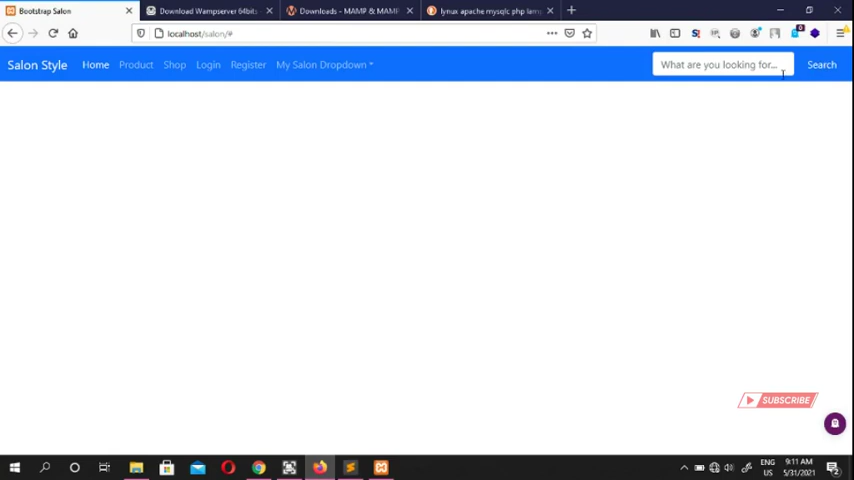 Bootstrap Salon
Download Wampserver 64bits -
Downloads - MAMP & MAMP
lynux apache mysqlc php lamp
localhost/salon/#
Salon Style Home Product Shop Login Register My Salon Dropdown What are you looking for... Search
SUBSCRIBE
ENG
US
9:11 AM
5/31/2021